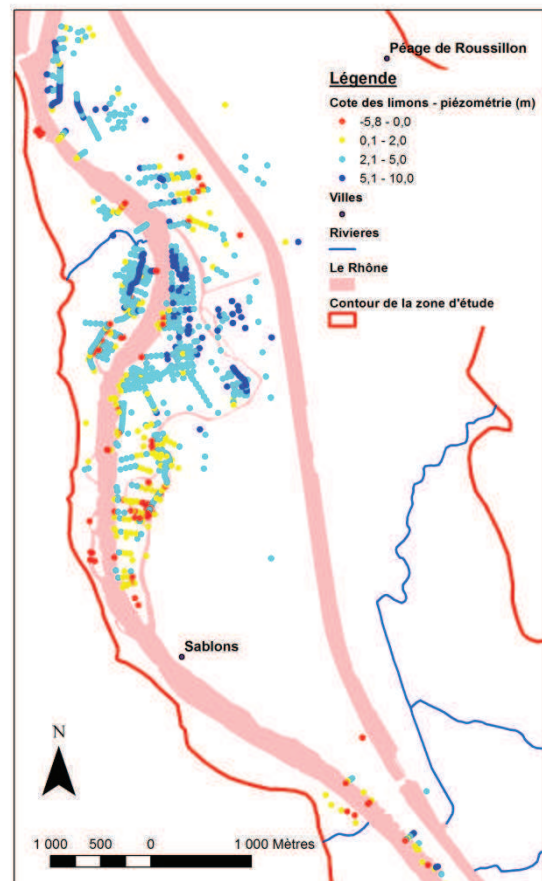 Péage de Roussillon
Légende
Cote des limons - piézométrie (m)
-5,8 - 0,0
0,1 - 2,0
2,1 - 5,0
5,1 - 10,0
Villes
Rivieres
Le Rhône
Contour de la zone d'étude
Sablons
N
1 000 500 0 1 000 Mètres